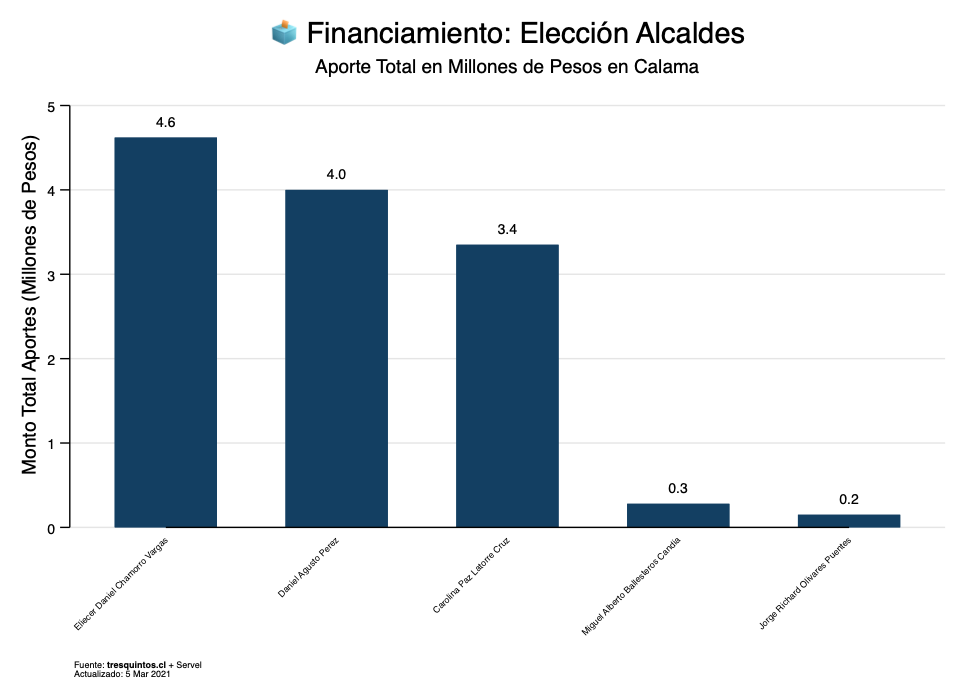 Financiamiento: Elección Alcaldes
Aporte Total en Millones de Pesos en Calama
Monto Total Aportes (Millones de Pesos)
5
4
3
2
1
0
4.6
4.0
3.4
0.3
0.2
Eliecer Daniel Chamorro Vargas
Daniel Agusto Perez
Carolina Paz Latorre Cruz
Miguel Alberto Ballesteros Candia
Jorge Richard Olivares Puentes
Fuente: tresquintos.cl + Servel
Actualizado: 5 Mar 2021